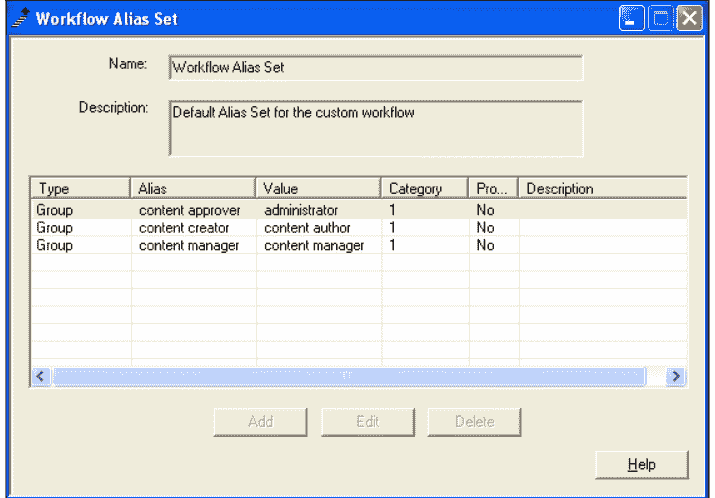 Workflow Alias Set
Name: Workflow Alias Set
Description: Default Alias Set for the custom workflow
Type Alias Value Category Pro... Description
Group content approver administrator 1 No
Group content creator content author 1 No
Group content manager content manager 1 No
Add Edit Delete
Help